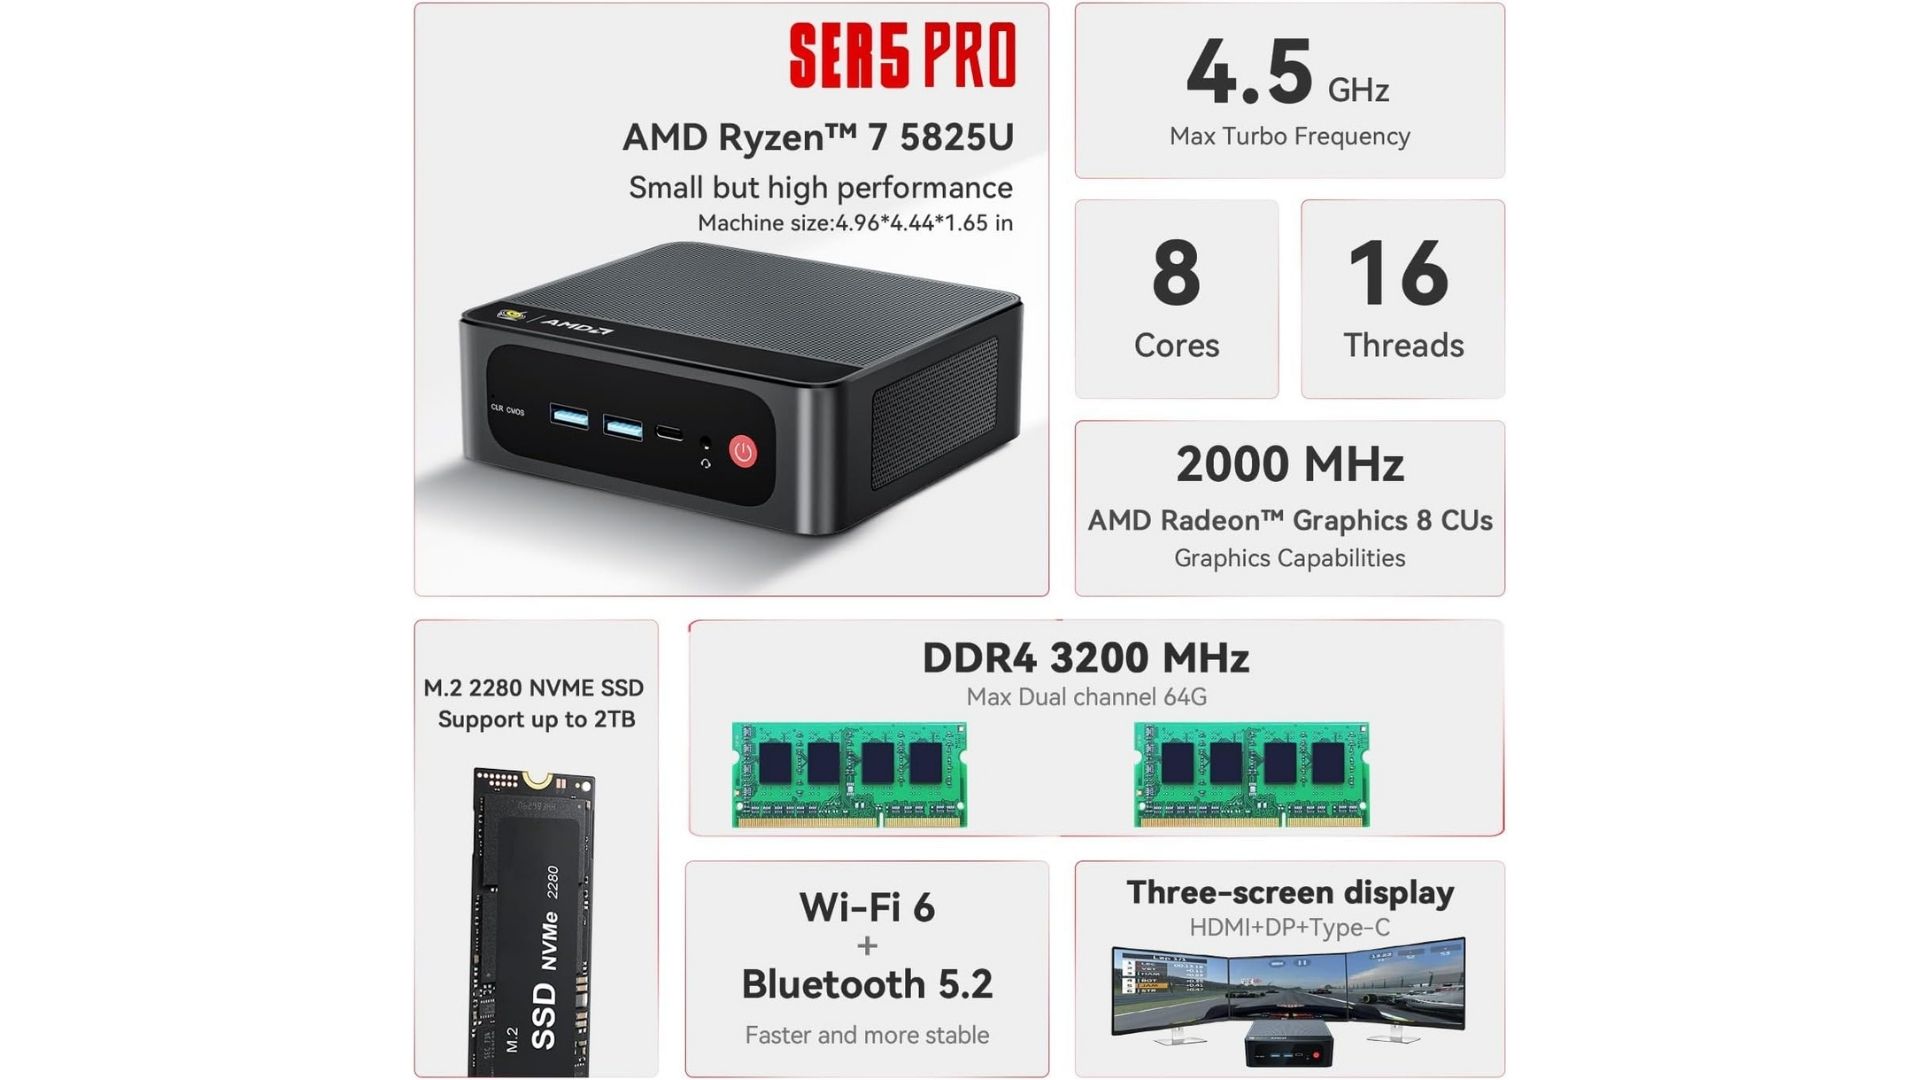 SER5 PRO
AMD Ryzen™ 7 5825U
Small but high performance
Machine size:4.96*4.44*1.65 in
AMD
CLR CMOS
4.5 GHz
Max Turbo Frequency
8
Cores
16
Threads
2000 MHz
AMD Radeon™ Graphics 8 CUs
Graphics Capabilities
M.2 2280 NVME SSD
Support up to 2TB
M.2
SSD NVMe 2280
DDR4 3200 MHz
Max Dual channel 64G
Wi-Fi 6
+
Bluetooth 5.2
Faster and more stable
Three-screen display
HDMI+DP+Type-C